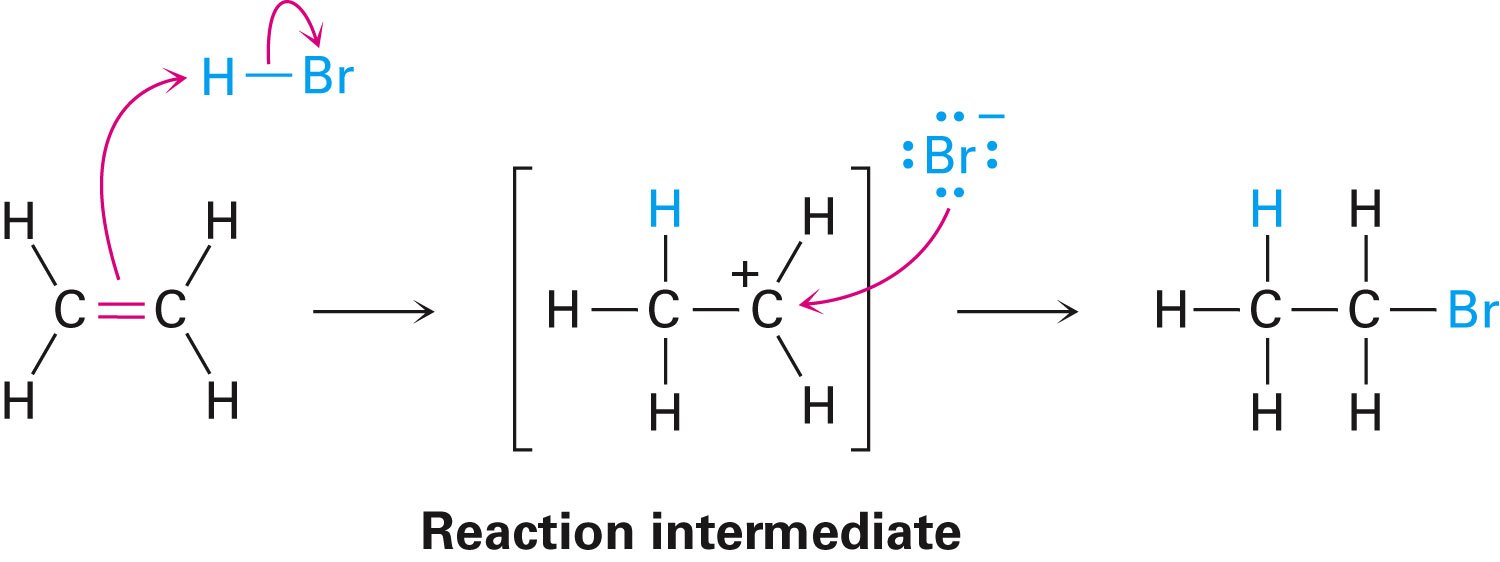 H — Br
H H
C = C
H H
Br −
H H
H — C — C +
H H
H H
H — C — C — Br
H H
Reaction intermediate